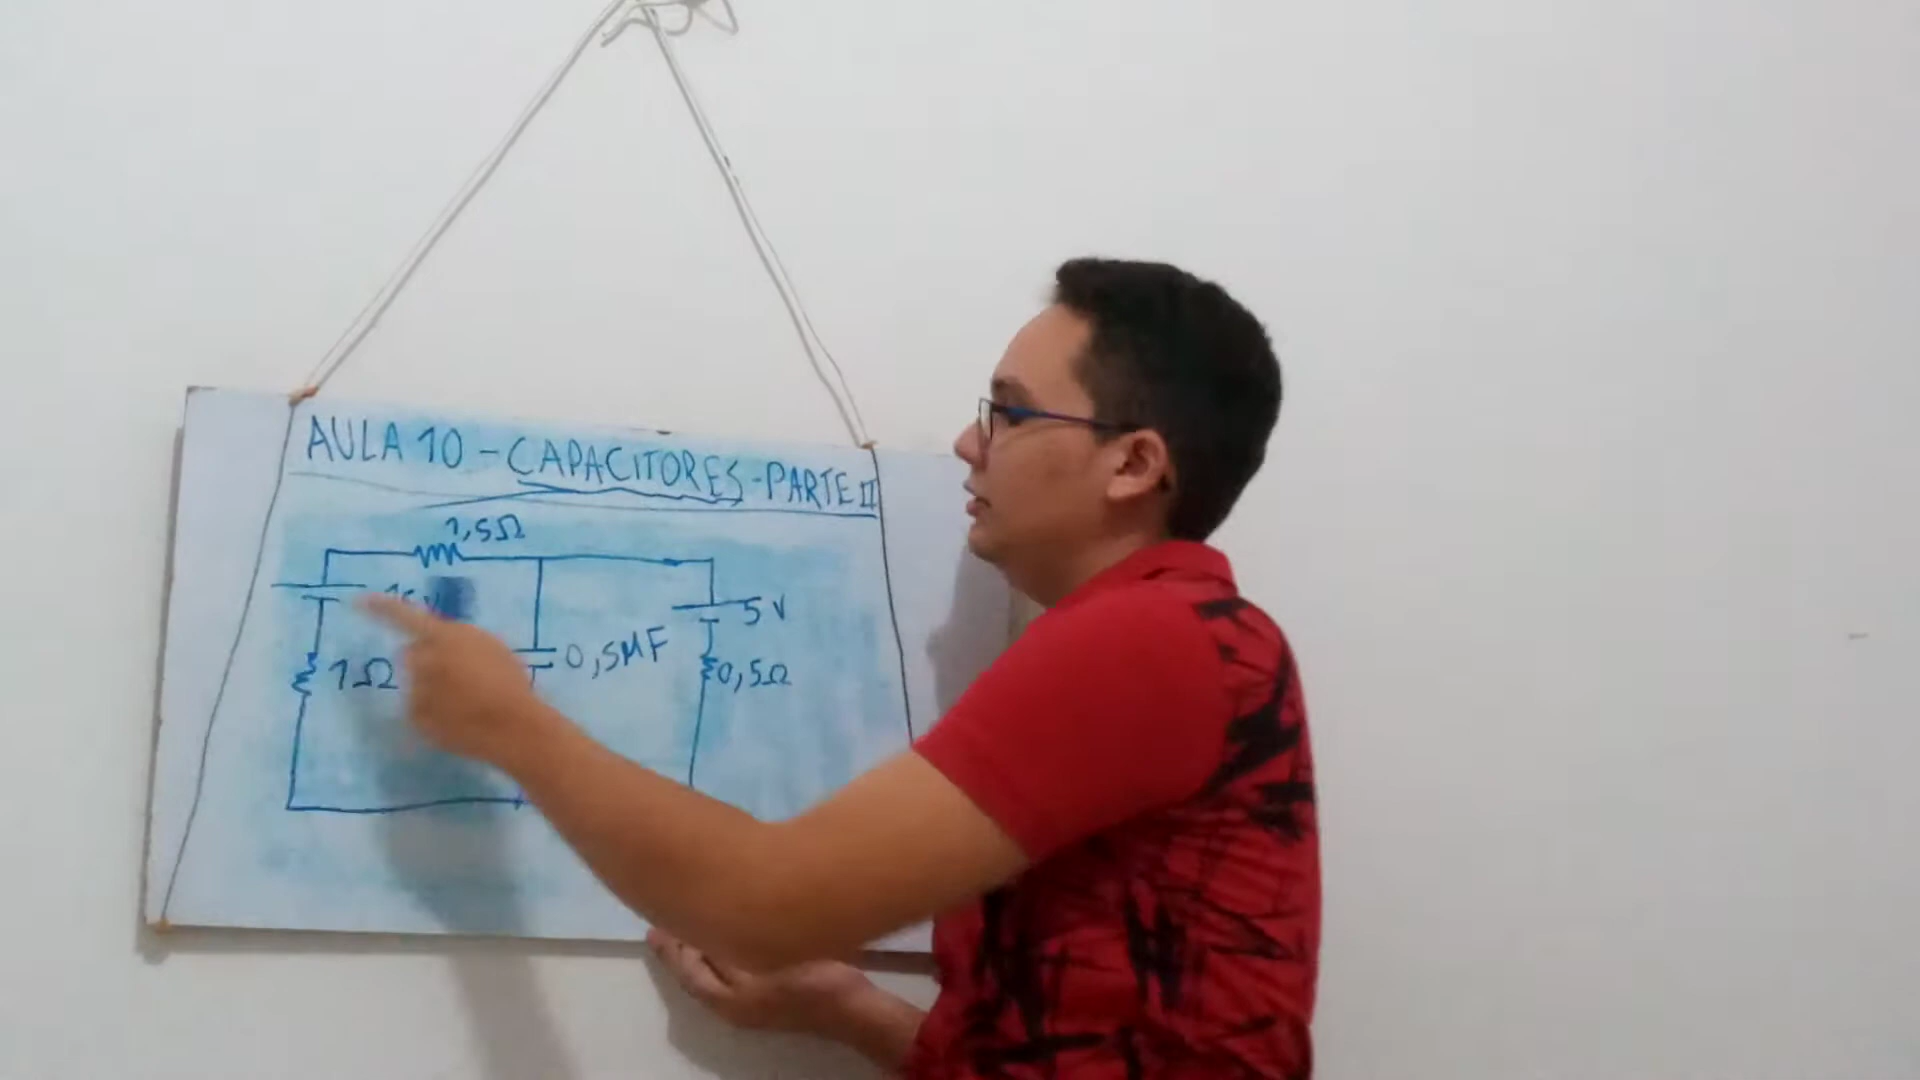 AULA 10 - CAPACITORES - PARTE II
1,5Ω
5 V
0,5MF
1Ω
0,5Ω